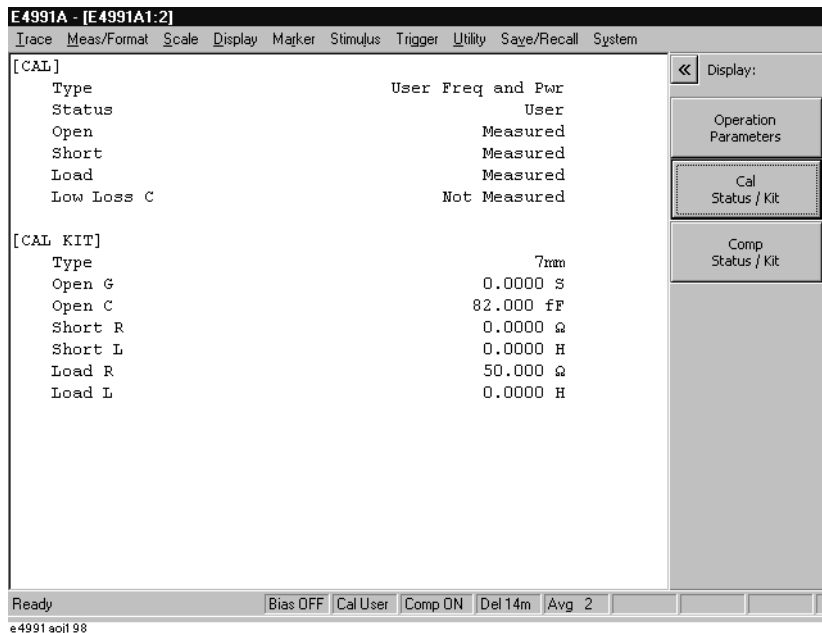 E4991A - [E4991A1:2]
Trace Meas/Format Scale Display Marker Stimulus Trigger Utility Save/Recall System
[CAL]
Type User Freq and Pwr
Status User
Open Measured
Short Measured
Load Measured
Low Loss C Not Measured
[CAL KIT]
Type 7mm
Open G 0.0000 S
Open C 82.000 fF
Short R 0.0000 Ω
Short L 0.0000 H
Load R 50.000 Ω
Load L 0.0000 H
« Display:
Operation
Parameters
Cal
Status / Kit
Comp
Status / Kit
Ready Bias OFF Cal User Comp ON Del 14m Avg 2
e4991aoi198